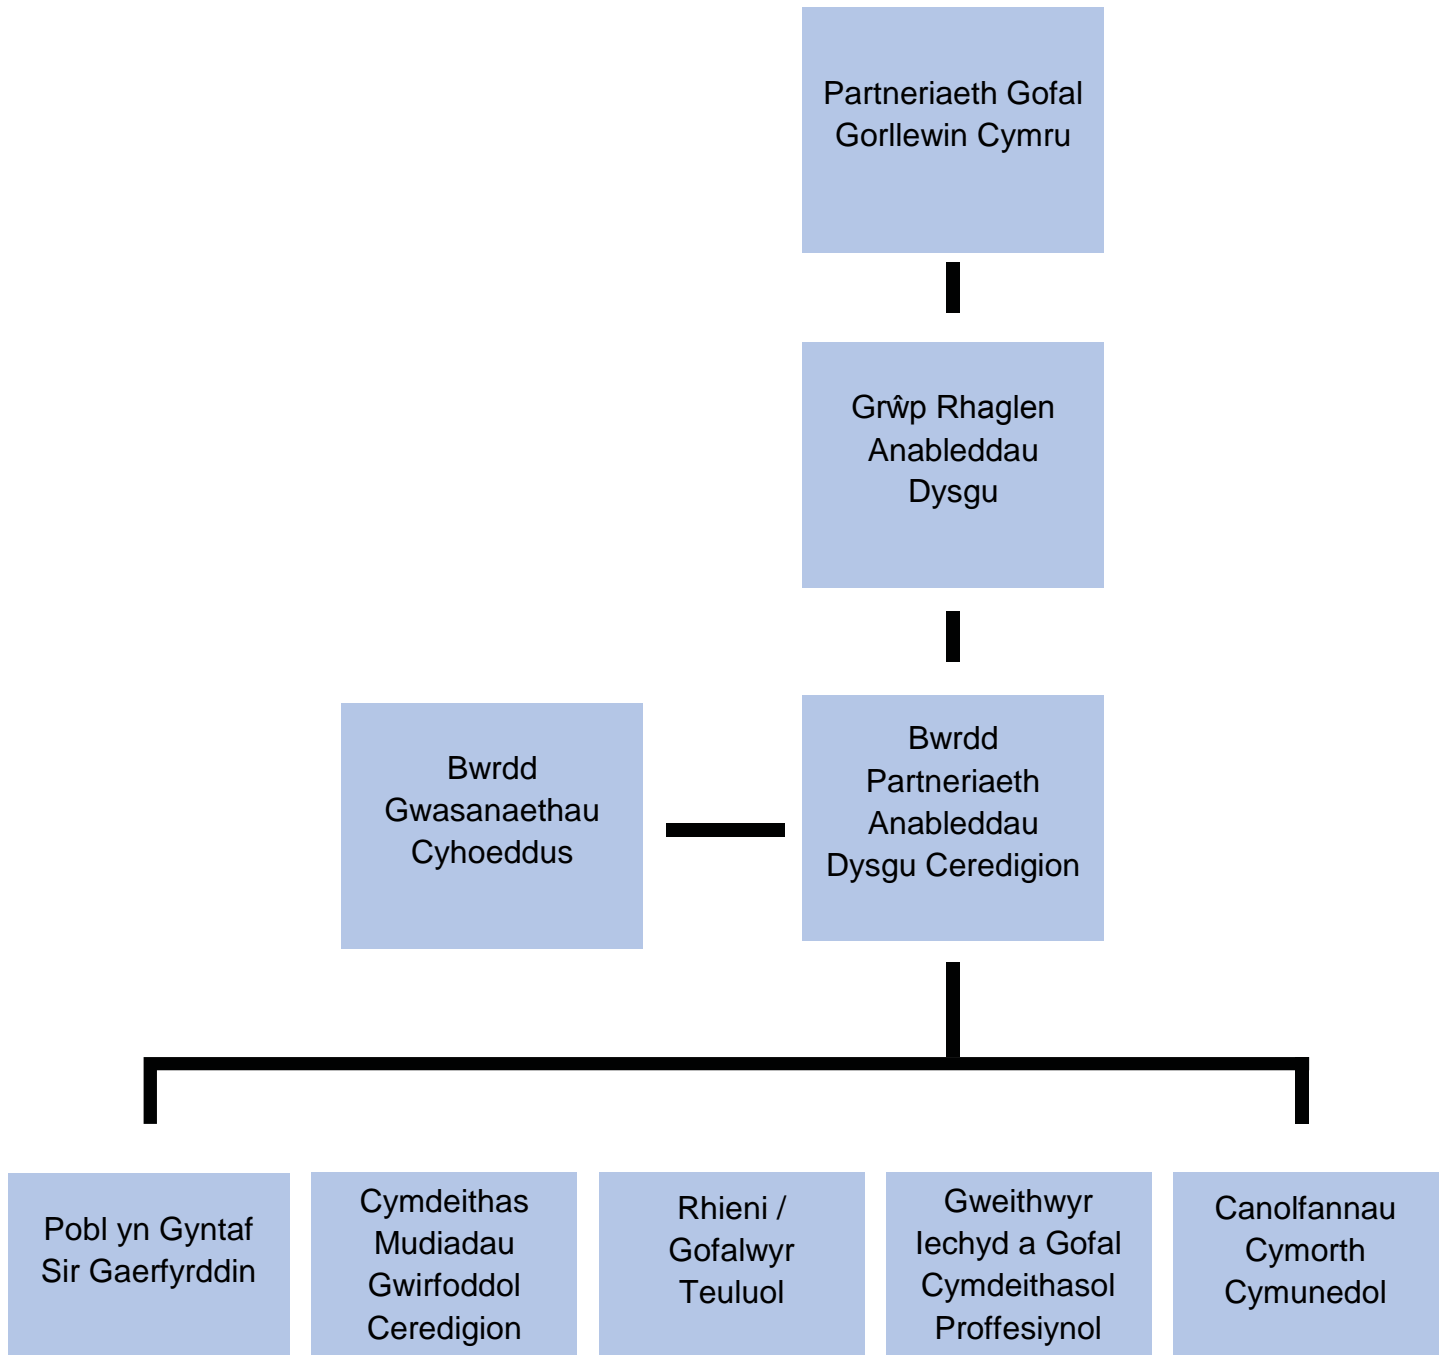 Partneriaeth Gofal
Gorllewin Cymru
Grŵp Rhaglen
Anableddau
Dysgu
Bwrdd
Gwasanaethau
Cyhoeddus
Bwrdd
Partneriaeth
Anableddau
Dysgu Ceredigion
Pobl yn Gyntaf
Sir Gaerfyrddin
Cymdeithas
Mudiadau
Gwirfoddol
Ceredigion
Rhieni /
Gofalwyr
Teuluol
Gweithwyr
Iechyd a Gofal
Cymdeithasol
Proffesiynol
Canolfannau
Cymorth
Cymunedol